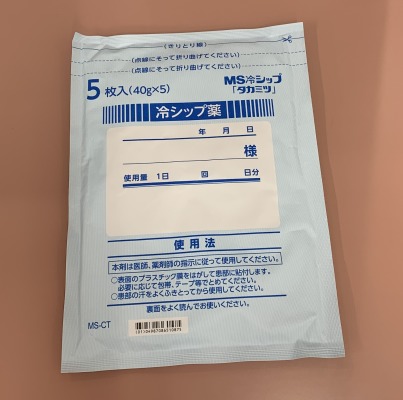 (きりとり線)
(点線にそって折り曲げてください)
(点線にそって折り曲げてください)
5枚入(40g×5)
MS冷シップ
「タカミツ」
冷シップ薬
年 月 日
様
使用量 1日 回 日分
使用法
本剤は医師、薬剤師の指示に従って使用してください。
○表面のプラスチック膜をはがして患部に貼付します。
必要に応じて包帯、テープ等でとめてください。
○患部の汗をよくふきとってから使用してください。
裏面をよく読んでお使いください。
MS-CT